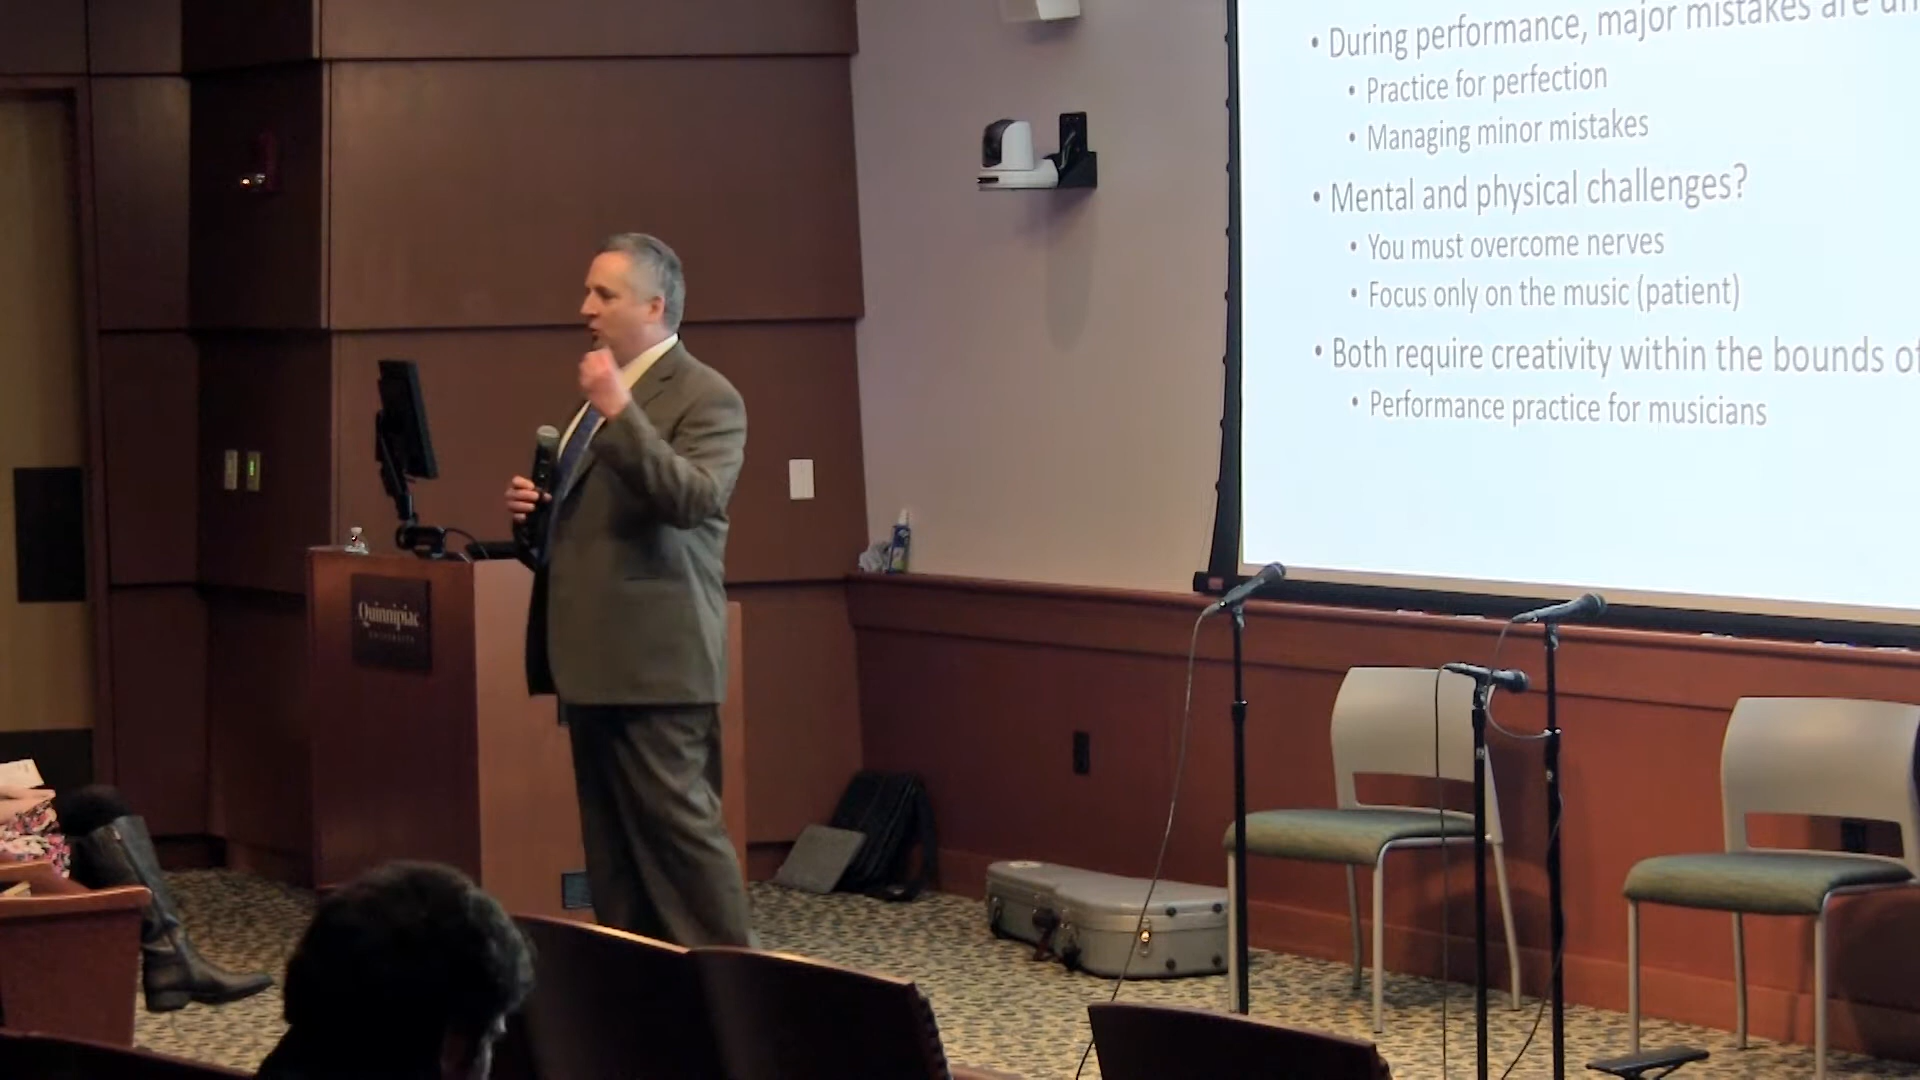 • During performance, major mistakes are
• Practice for perfection
• Managing minor mistakes
• Mental and physical challenges?
• You must overcome nerves
• Focus only on the music (patient)
• Both require creativity within the bounds of
• Performance practice for musicians
Quinnipiac
UNIVERSITY